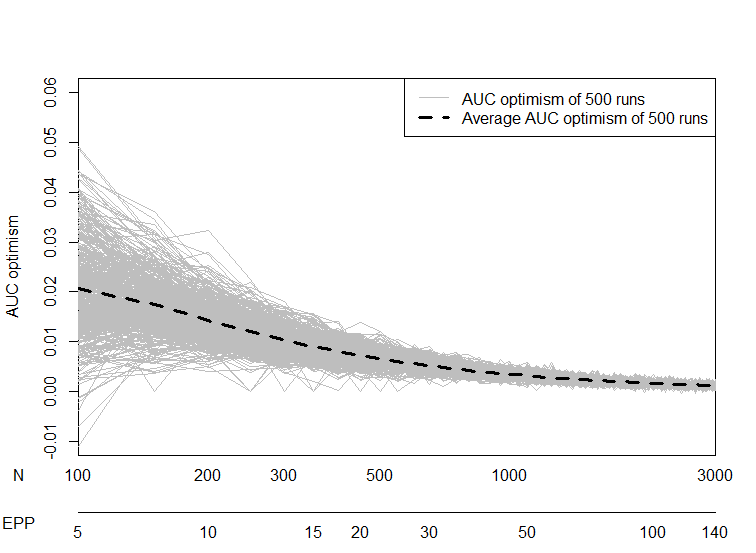 AUC optimism of 500 runs
Average AUC optimism of 500 runs
AUC optimism
0.06
0.05
0.04
0.03
0.02
0.01
0.00
-0.01
N 100 200 300 500 1000 3000
EPP 5 10 15 20 30 50 100 140